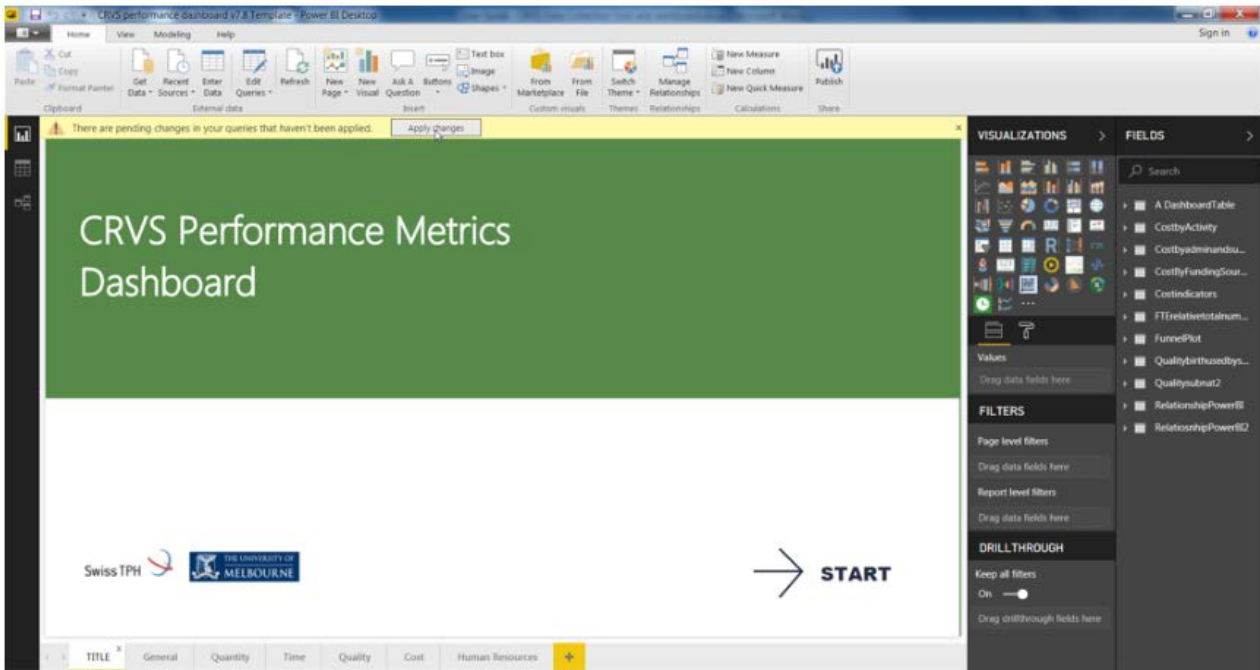 CRVS performance dashboard v7.8 Template - Power BI Desktop
Home View Modeling Help
Sign in
Paste
Cut
Copy
Format Painter
Clipboard
Get Data
Recent Sources
Enter Data
Edit Queries
Refresh
External data
New Page
New Visual
Ask A Question
Buttons
Text box
Image
Shapes
Insert
From Marketplace
From File
Custom visuals
Switch Theme
Themes
Manage Relationships
Relationships
New Measure
New Column
New Quick Measure
Calculations
Publish
Share
There are pending changes in your queries that haven't been applied.
Apply changes
CRVS Performance Metrics
Dashboard
Swiss TPH
THE UNIVERSITY OF
MELBOURNE
START
TITLE General Quantity Time Quality Cost Human Resources
VISUALIZATIONS
Values
Drag data fields here
FILTERS
Page level filters
Drag data fields here
Report level filters
Drag data fields here
DRILLTHROUGH
Keep all filters
On
Drag drillthrough fields here
FIELDS
Search
A DashboardTable
CostbyActivity
Costbyadminandsu...
CostByFundingSour...
Costindicators
FTErelativetotalnum...
FunnelPlot
Qualitybirthusedbys...
Qualitysubnat2
RelationshipPowerBI
RelatiosnhipPowerBI2